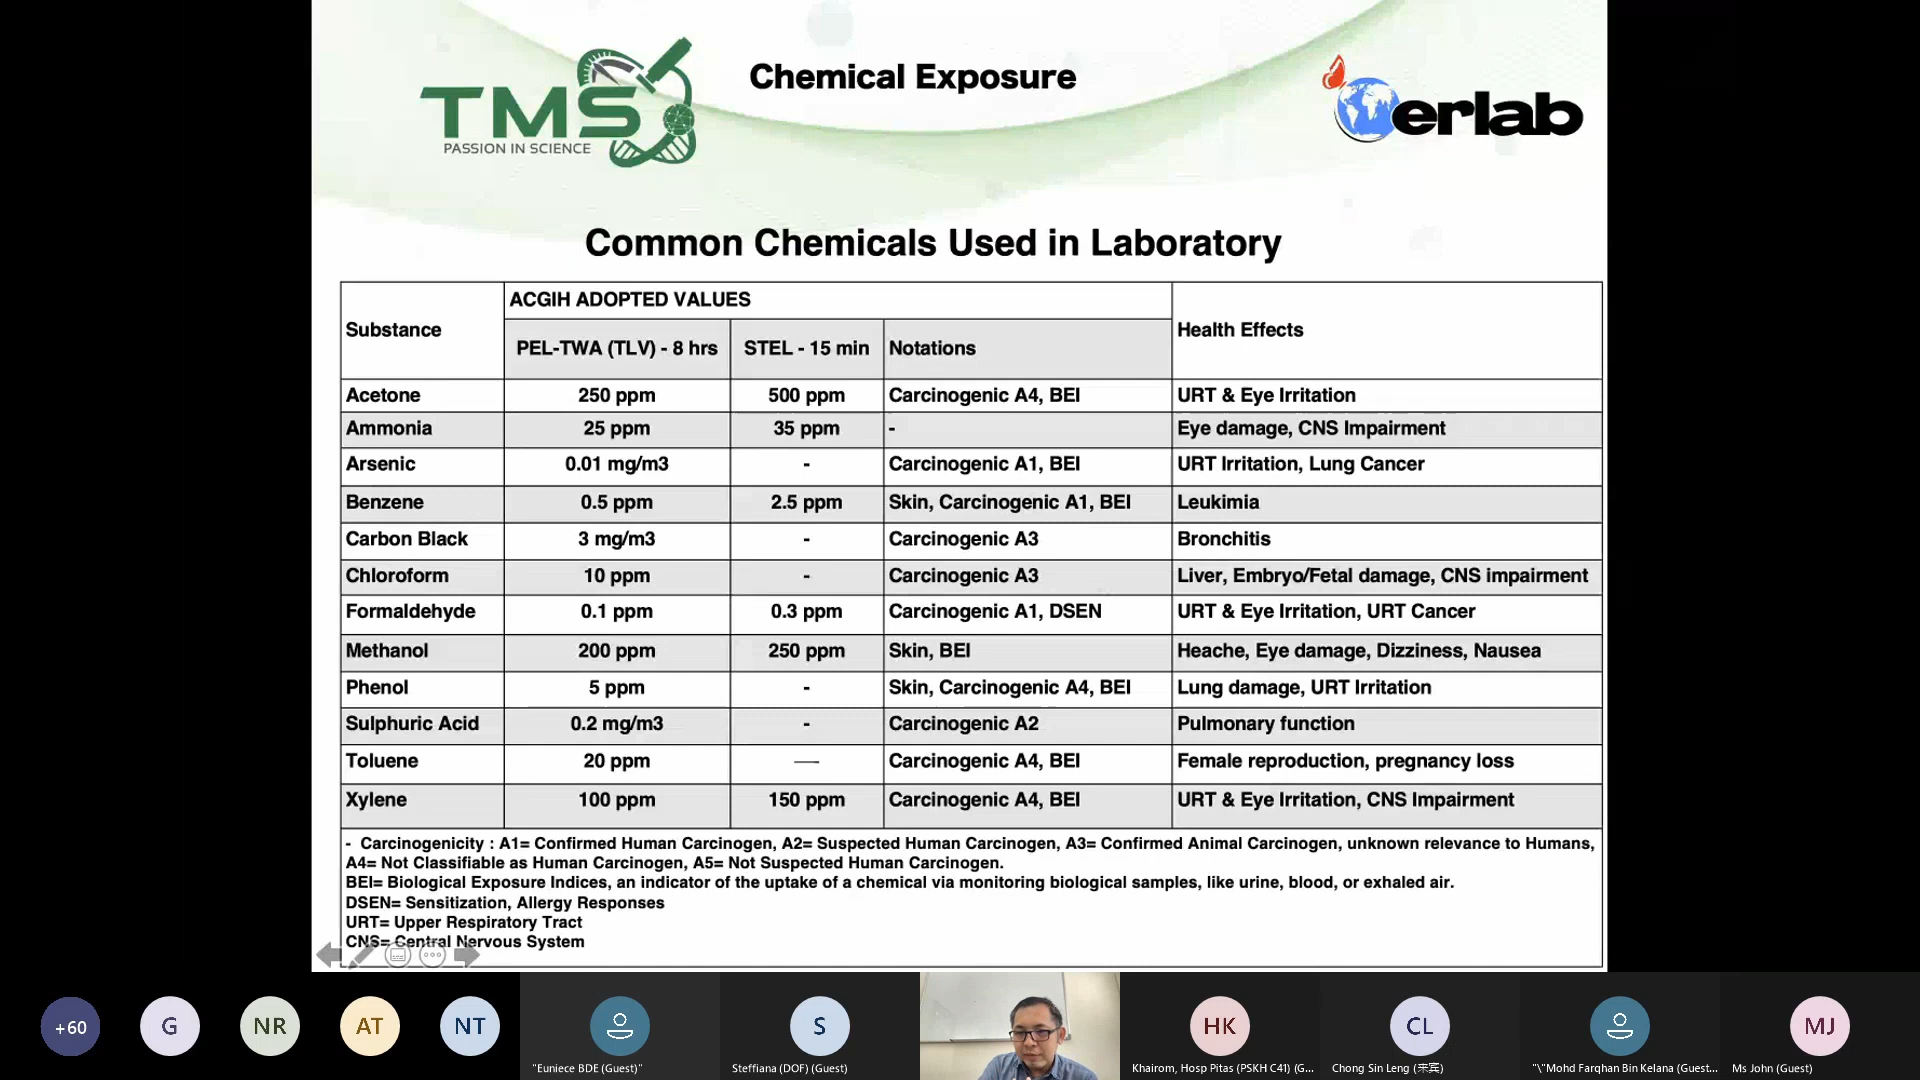 TMS
PASSION IN SCIENCE
Chemical Exposure
erlab
Common Chemicals Used in Laboratory
Substance
ACGIH ADOPTED VALUES
Health Effects
PEL-TWA (TLV) - 8 hrs STEL - 15 min Notations
Acetone 250 ppm 500 ppm Carcinogenic A4, BEI URT & Eye Irritation
Ammonia 25 ppm 35 ppm - Eye damage, CNS Impairment
Arsenic 0.01 mg/m3 - Carcinogenic A1, BEI URT Irritation, Lung Cancer
Benzene 0.5 ppm 2.5 ppm Skin, Carcinogenic A1, BEI Leukimia
Carbon Black 3 mg/m3 - Carcinogenic A3 Bronchitis
Chloroform 10 ppm - Carcinogenic A3 Liver, Embryo/Fetal damage, CNS impairment
Formaldehyde 0.1 ppm 0.3 ppm Carcinogenic A1, DSEN URT & Eye Irritation, URT Cancer
Methanol 200 ppm 250 ppm Skin, BEI Heache, Eye damage, Dizziness, Nausea
Phenol 5 ppm - Skin, Carcinogenic A4, BEI Lung damage, URT Irritation
Sulphuric Acid 0.2 mg/m3 - Carcinogenic A2 Pulmonary function
Toluene 20 ppm — Carcinogenic A4, BEI Female reproduction, pregnancy loss
Xylene 100 ppm 150 ppm Carcinogenic A4, BEI URT & Eye Irritation, CNS Impairment
- Carcinogenicity : A1= Confirmed Human Carcinogen, A2= Suspected Human Carcinogen, A3= Confirmed Animal Carcinogen, unknown relevance to Humans,
A4= Not Classifiable as Human Carcinogen, A5= Not Suspected Human Carcinogen.
BEI= Biological Exposure Indices, an indicator of the uptake of a chemical via monitoring biological samples, like urine, blood, or exhaled air.
DSEN= Sensitization, Allergy Responses
URT= Upper Respiratory Tract
CNS= Central Nervous System
+60 G NR AT NT S HK CL MJ
"Euniece BDE (Guest)" Steffiana (DOF) (Guest) Khairom, Hosp Pitas (PSKH C41) (G... Chong Sin Leng (来宾) "\"Mohd Farqhan Bin Kelana (Guest... Ms John (Guest)